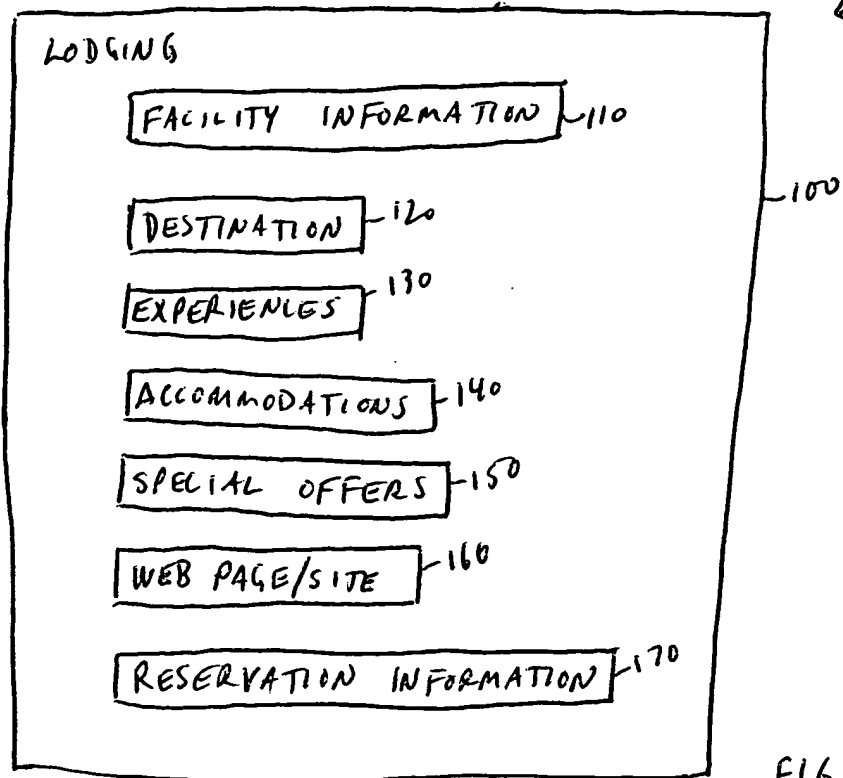 LODGING
FACILITY INFORMATION 110
100
DESTINATION 120
EXPERIENCES 130
ACCOMMODATIONS 140
SPECIAL OFFERS 150
WEB PAGE/SITE 160
RESERVATION INFORMATION 170
FIG